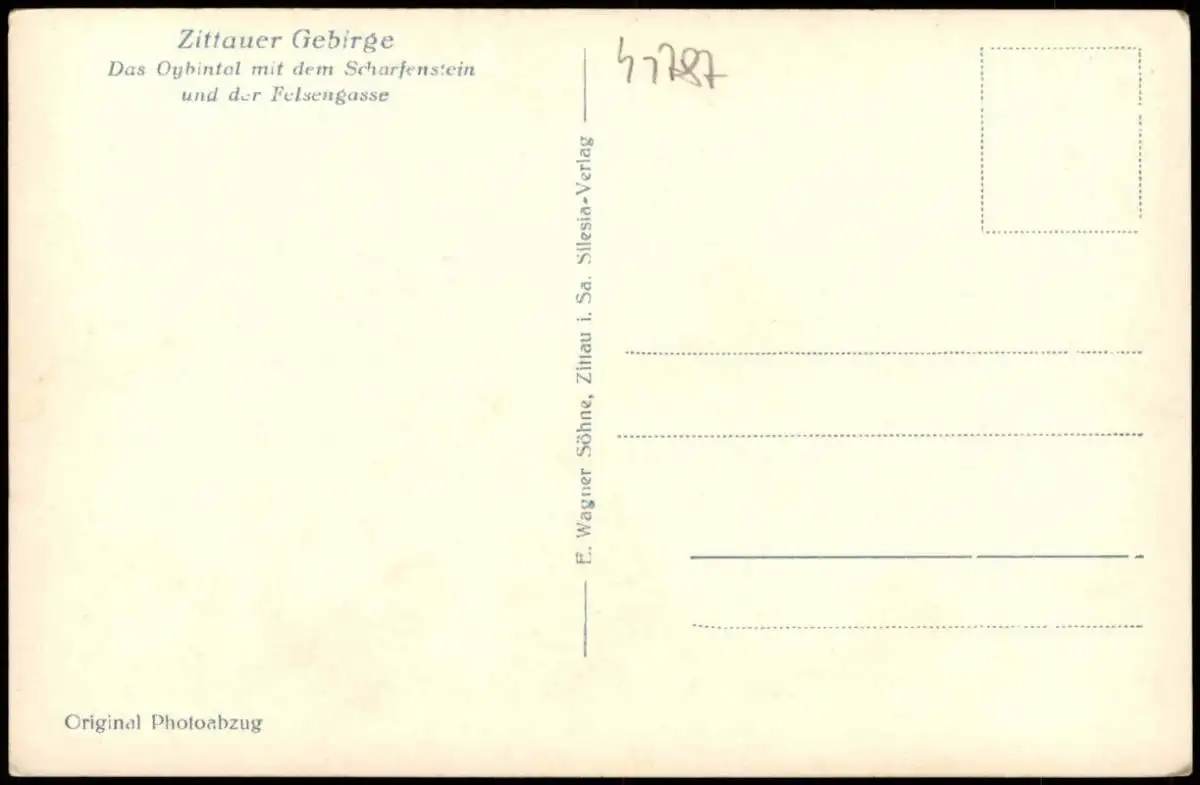 Zittauer Gebirge
Das Oybintal mit dem Scharfenstein
und der Felsengasse
E. Wagner Söhne, Zittau i. Sa. Silesia-Verlag
Original Photoabzug